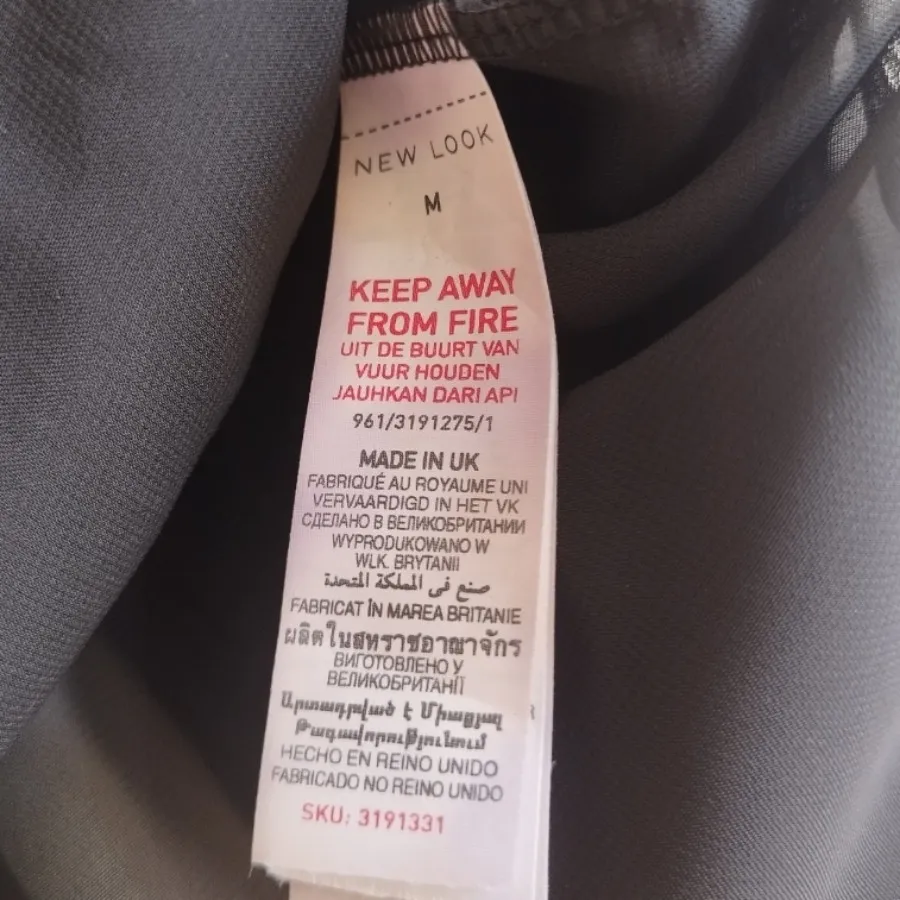 NEW LOOK
M
KEEP AWAY
FROM FIRE
UIT DE BUURT VAN
VUUR HOUDEN
JAUHKAN DARI API
961/3191275/1
MADE IN UK
FABRIQUÉ AU ROYAUME UNI
VERVAARDIGD IN HET VK
СДЕЛАНО В ВЕЛИКОБРИТАНИИ
WYPRODUKOWANO W
WLK. BRYTANII
صنع في المملكة المتحدة
FABRICAT ÎN MAREA BRITANIE
ผลิตในสหราชอาณาจักร
ВИГОТОВЛЕНО У
ВЕЛИКОБРИТАНІЇ
Արտադրված է Միացյալ
Թագավորությունում
HECHO EN REINO UNIDO
FABRICADO NO REINO UNIDO
SKU: 3191331